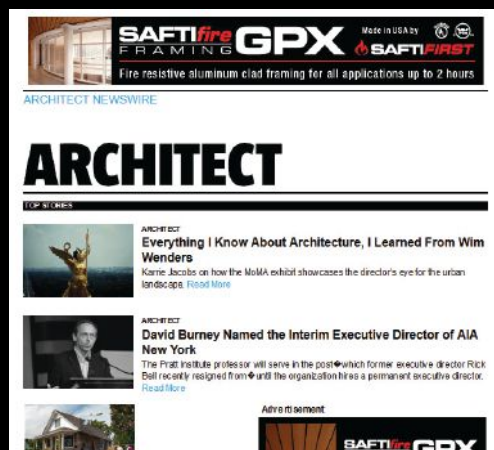 SAFTIfire GPX
FRAMING
Made in USA by
SAFTIFIRST
Fire resistive aluminum clad framing for all applications up to 2 hours
ARCHITECT NEWSWIRE
ARCHITECT
TOP STORIES
ARCHITECT
Everything I Know About Architecture, I Learned From Wim
Wenders
Karrie Jacobs on how the MoMA exhibit showcases the director's eye for the urban
landscape. Read More
ARCHITECT
David Burney Named the Interim Executive Director of AIA
New York
The Pratt Institute professor will serve in the post�which former executive director Rick
Bell recently resigned from�until the organization hires a permanent executive director.
Read More
Advertisement
SAFTIfire GPX